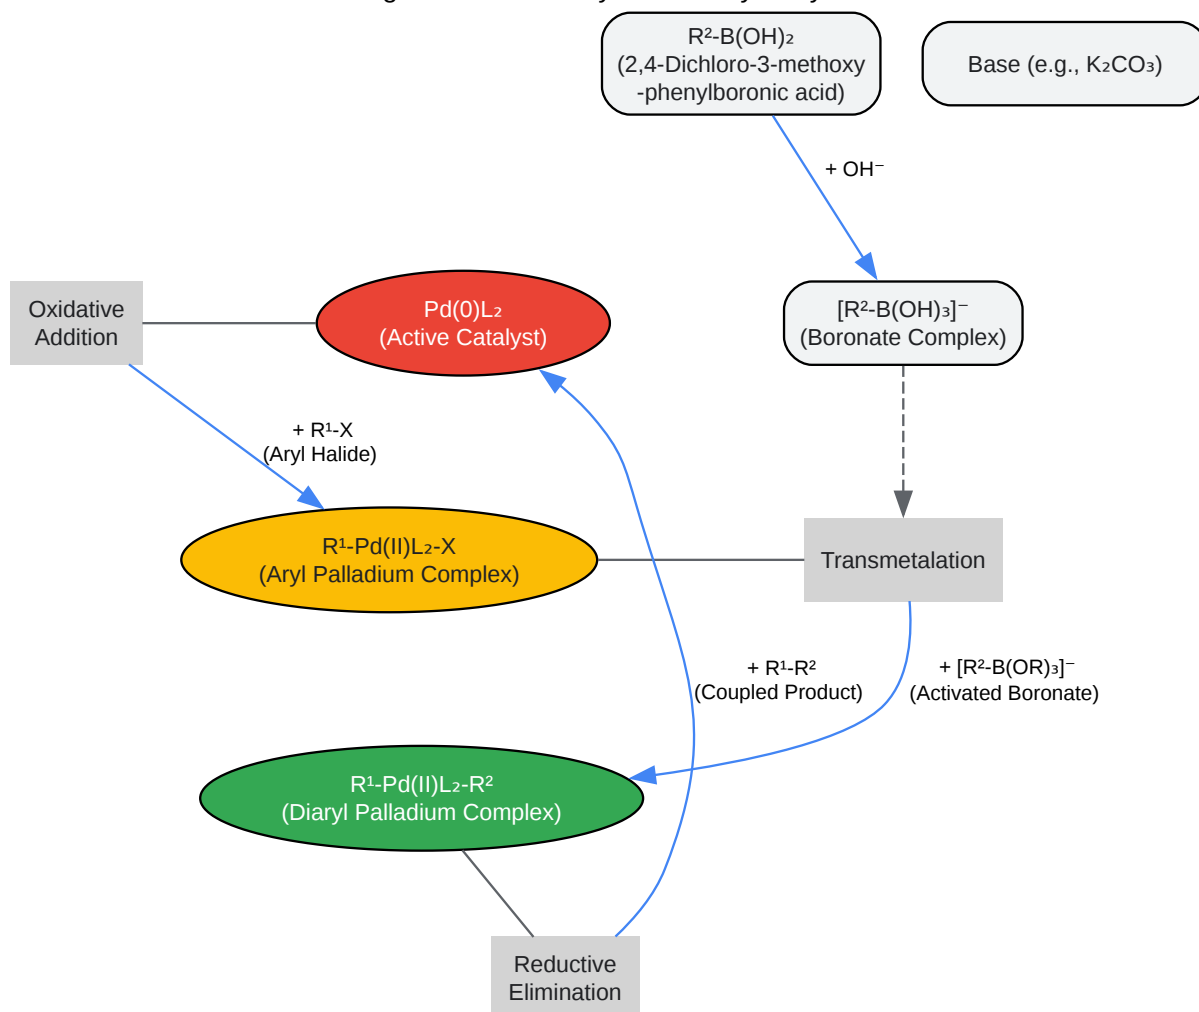 R²-B(OH)₂
(2,4-Dichloro-3-methoxy
-phenylboronic acid)
Base (e.g., K₂CO₃)
+ OH⁻
Oxidative
Addition
Pd(0)L₂
(Active Catalyst)
[R²-B(OH)₃]⁻
(Boronate Complex)
+ R¹-X
(Aryl Halide)
R¹-Pd(II)L₂-X
(Aryl Palladium Complex)
Transmetalation
+ R¹-R²
(Coupled Product)
+ [R²-B(OR)₃]⁻
(Activated Boronate)
R¹-Pd(II)L₂-R²
(Diaryl Palladium Complex)
Reductive
Elimination